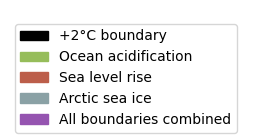 +2°C boundary
Ocean acidification
Sea level rise
Arctic sea ice
All boundaries combined